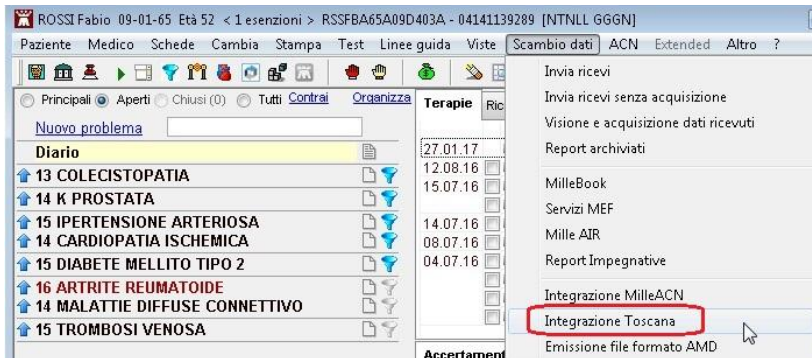 ROSSI Fabio 09-01-65 Età 52 < 1 esenzioni > RSSFBA65A09D403A - 04141139289 [NTNLL GGGN]
Paziente Medico Schede Cambia Stampa Test Linee guida Viste Scambio dati ACN Extended Altro ?
Principali Aperti Chiusi (0) Tutti Contrai Organizza
Nuovo problema
Diario
13 COLECISTOPATIA
14 K PROSTATA
15 IPERTENSIONE ARTERIOSA
14 CARDIOPATIA ISCHEMICA
15 DIABETE MELLITO TIPO 2
16 ARTRITE REUMATOIDE
14 MALATTIE DIFFUSE CONNETTIVO
15 TROMBOSI VENOSA
Terapie Ric
27.01.17
12.08.16
15.07.16
14.07.16
08.07.16
04.07.16
Accertament
Invia ricevi
Invia ricevi senza acquisizione
Visione e acquisizione dati ricevuti
Report archiviati
MilleBook
Servizi MEF
Mille AIR
Report Impegnative
Integrazione MilleACN
Integrazione Toscana
Emissione file formato AMD